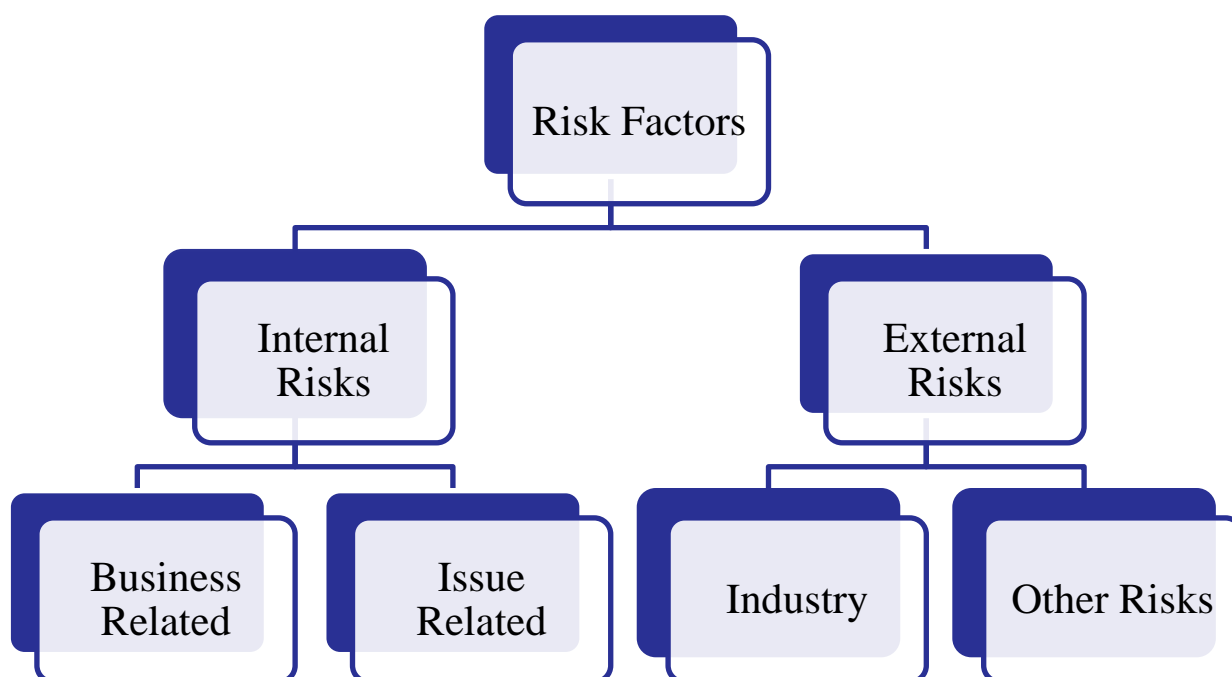 Risk Factors
Internal
Risks
External
Risks
Business
Related
Issue
Related
Industry
Other Risks